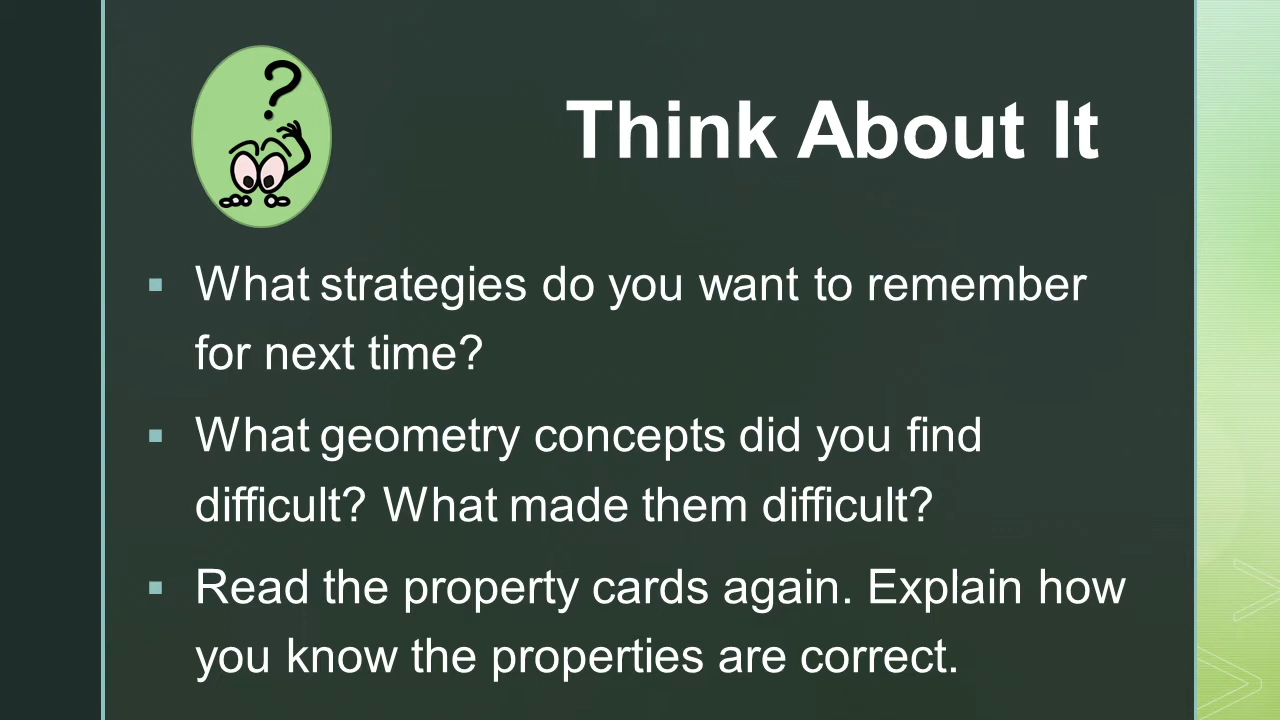 ?
Think About It
▪ What strategies do you want to remember
for next time?
▪ What geometry concepts did you find
difficult? What made them difficult?
▪ Read the property cards again. Explain how
you know the properties are correct.